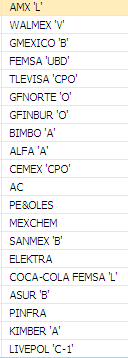 AMX 'L'
WALMEX 'V'
GMEXICO 'B'
FEMSA 'UBD'
TLEVISA 'CPO'
GFNORTE 'O'
GFINBUR 'O'
BIMBO 'A'
ALFA 'A'
CEMEX 'CPO'
AC
PE&OLES
MEXCHEM
SANMEX 'B'
ELEKTRA
COCA-COLA FEMSA 'L'
ASUR 'B'
PINFRA
KIMBER 'A'
LIVEPOL 'C-1'